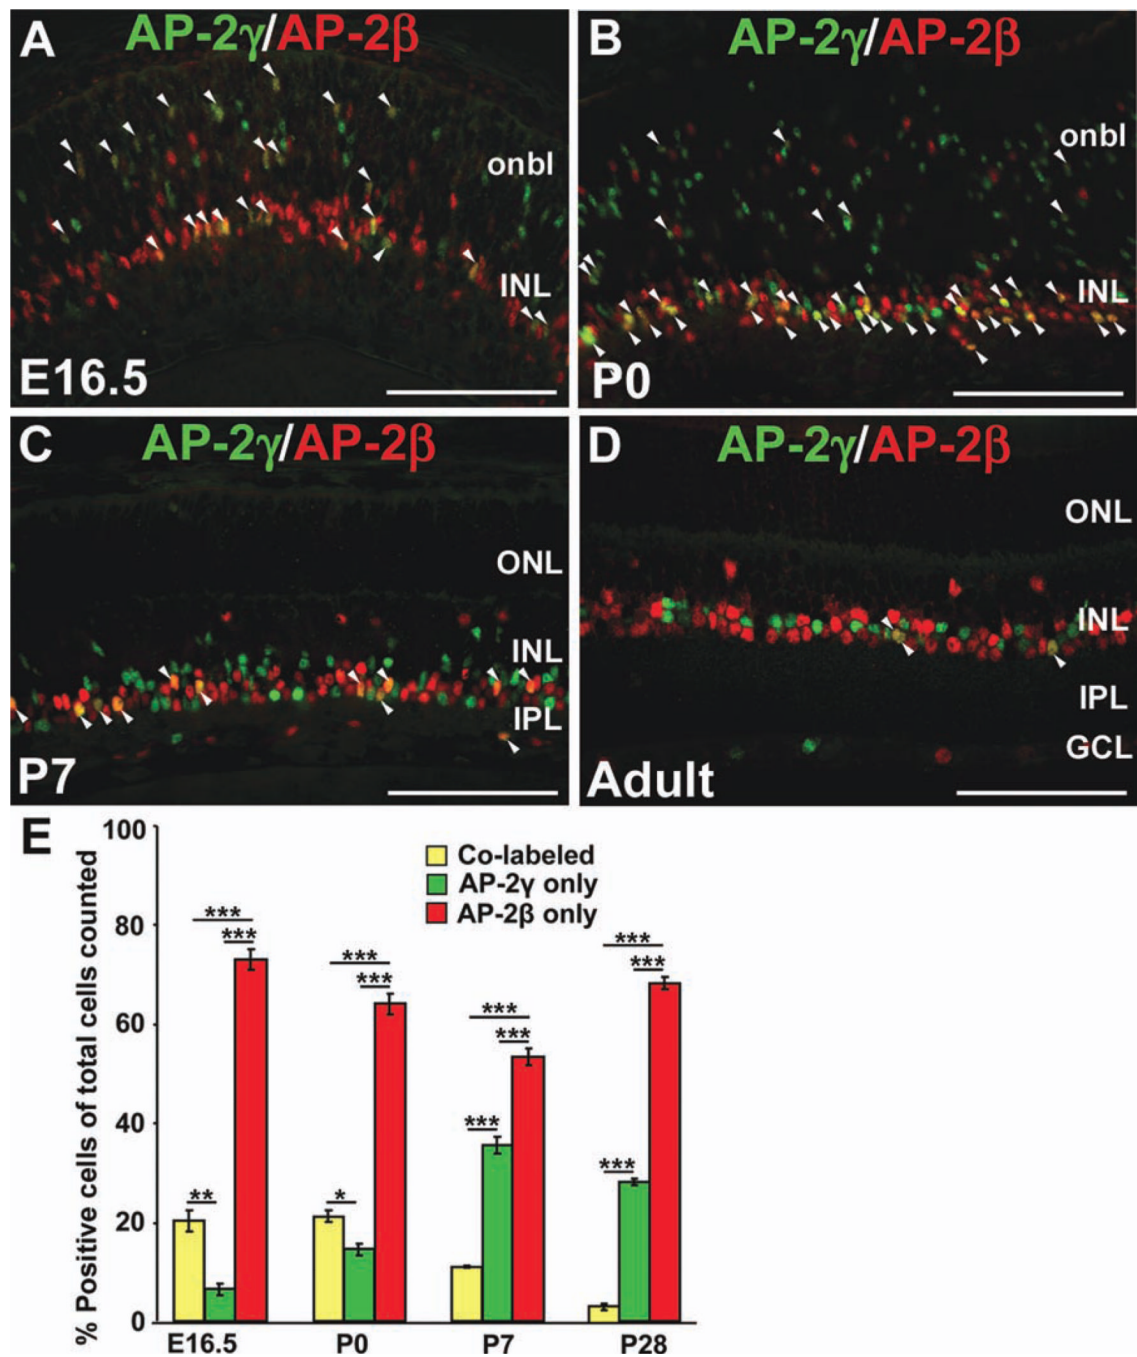 A AP-2γ/AP-2β
onbl
INL
E16.5
B AP-2γ/AP-2β
onbl
INL
P0
C AP-2γ/AP-2β
ONL
INL
IPL
P7
D AP-2γ/AP-2β
ONL
INL
IPL
GCL
Adult
E
% Positive cells of total cells counted
100
80
60
40
20
0
Co-labeled
AP-2γ only
AP-2β only
***
***
**
***
***
*
***
***
***
***
***
***
E16.5 P0 P7 P28